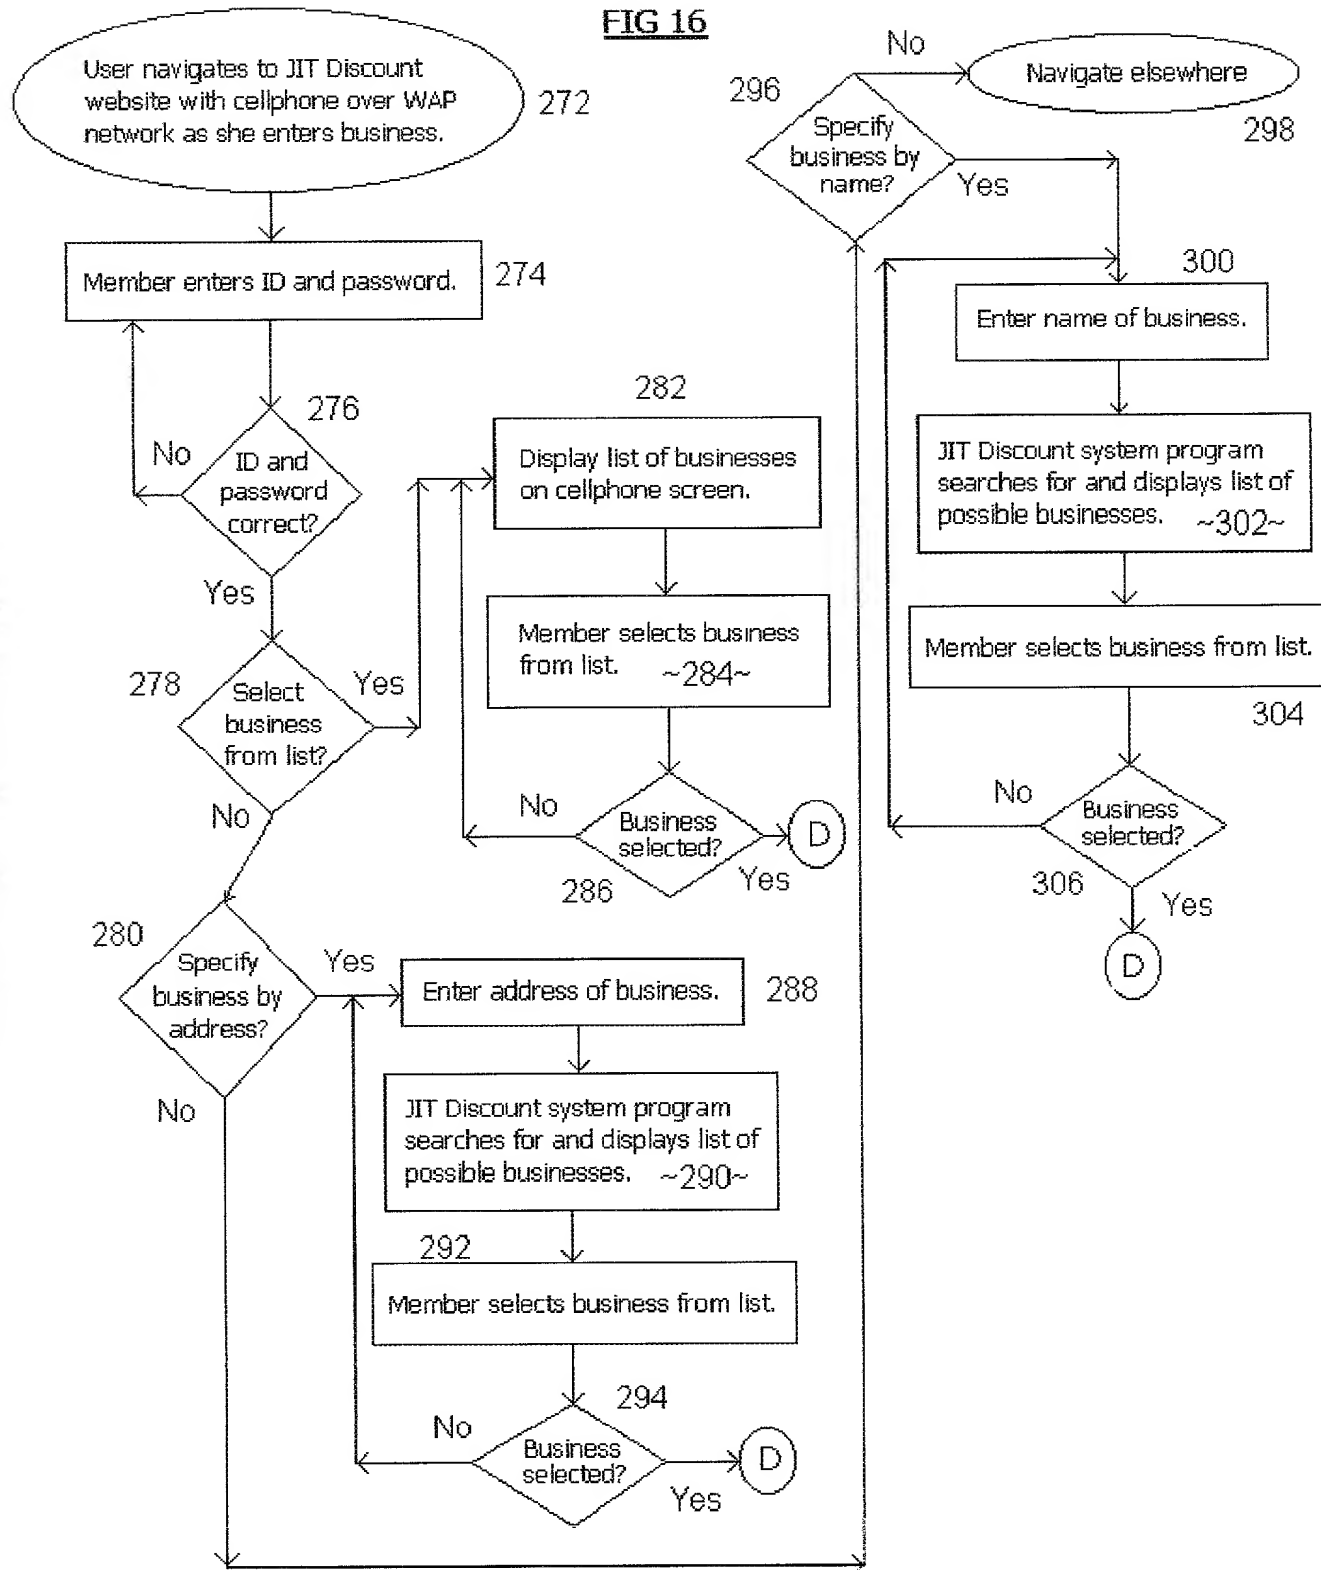 FIG 16
User navigates to JIT Discount
website with cellphone over WAP
network as she enters business.
272
Member enters ID and password.
274
276
No
ID and
password
correct?
Yes
278
Select
business
from list?
Yes
No
282
Display list of businesses
on cellphone screen.
Member selects business
from list.
~284~
No
Business
selected?
286
Yes
D
280
Specify
business by
address?
Yes
No
Enter address of business.
288
JIT Discount system program
searches for and displays list of
possible businesses. ~290~
292
Member selects business from list.
294
No
Business
selected?
Yes
D
296
Specify
business by
name?
No
Navigate elsewhere
298
Yes
300
Enter name of business.
JIT Discount system program
searches for and displays list of
possible businesses. ~302~
Member selects business from list.
304
No
Business
selected?
306
Yes
D